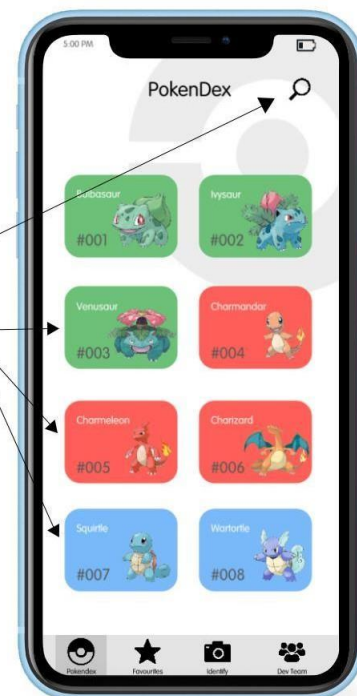 5:00 PM
PokenDex
Bulbasaur
#001
Ivysaur
#002
Venusaur
#003
Charmandar
#004
Charmeleon
#005
Charizard
#006
Squirtle
#007
Wartortle
#008
Pokendex
Favourites
Identify
Dev Team